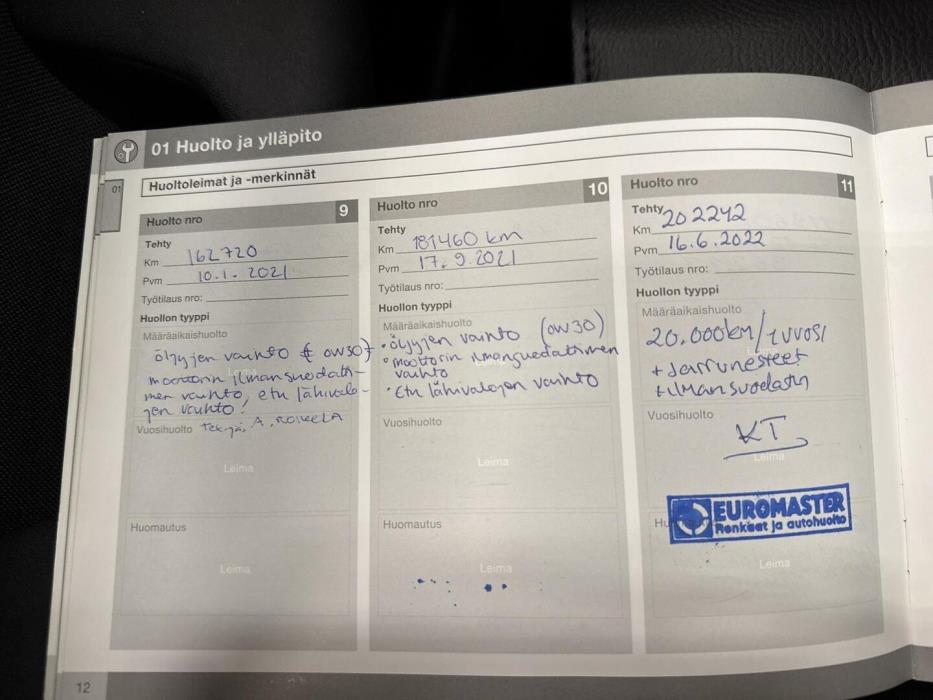 01 Huolto ja ylläpito
01
Huoltoleimat ja -merkinnät
Huolto nro 9
Tehty
Km 162720
Pvm 10.1. 2021
Työtilaus nro:
Huollon tyyppi
Määräaikaishuolto
öljyjen vaihto ( 0W30)
moottorin ilmansuodatti-
men vaihto, etu lähivalo-
jen vaihto.
Vuosihuolto Tekijä, A.
Leima
Huomautus
Leima
Huolto nro 10
Tehty
Km 181460 km
Pvm 17.9.2021
Työtilaus nro:
Huollon tyyppi
Määräaikaishuolto
• öljyjen vaihto (0W30)
• moottorin ilmansuodattimen
vaihto
• Etu lähivalojen vaihto
Vuosihuolto
Leima
Huomautus
Leima
Huolto nro 11
Tehty
Km 202242
Pvm 16.6.2022
Työtilaus nro:
Huollon tyyppi
Määräaikaishuolto
20.000km/1vuosi
+ Jarrunesteet
+ilmansuodatin
Vuosihuolto
KT
Leima
EUROMASTER
Renkaat ja autohuolto
Leima
12